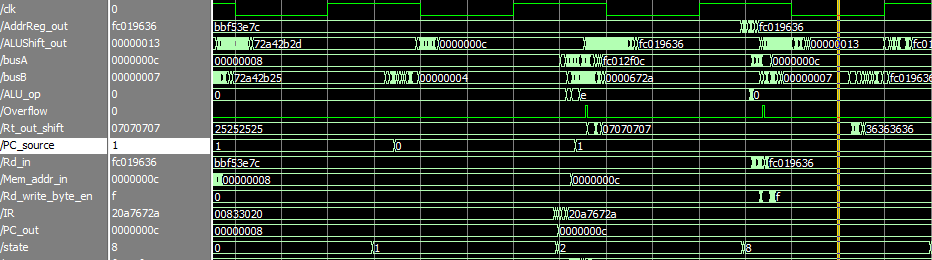 /clk 0
/AddrReg_out fc019636 bbf53e7c fc019636
/ALUShift_out 00000013 72a42b2d 0000000c fc019636 00000013 fc01
/busA 0000000c 00000008 fc012f0c 0000000c
/busB 00000007 72a42b25 00000004 0000672a 00000007 fc019636
/ALU_op 0 0 e 0
/Overflow 0
/Rt_out_shift 07070707 25252525 07070707 36363636
/PC_source 1 1 0 1
/Rd_in fc019636 bbf53e7c fc019636
/Mem_addr_in 0000000c 00000008 0000000c
/Rd_write_byte_en f 0 f
/IR 20a7672a 00833020 20a7672a
/PC_out 0000000c 00000008 0000000c
/state 8 0 1 2 8